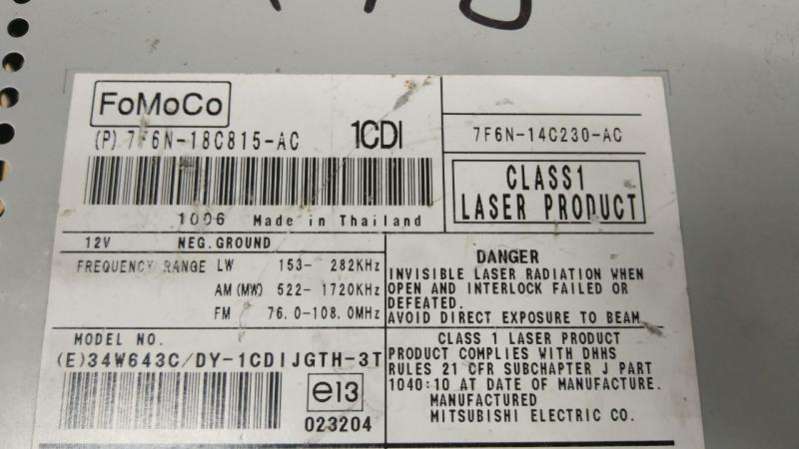 FoMoCo
(P) 7F6N-18C815-AC 1CDI
7F6N-14C230-AC
CLASS1
LASER PRODUCT
1006 Made in Thailand
12V NEG.GROUND
FREQUENCY RANGE LW 153- 282KHz
AM(MW) 522- 1720KHz
FM 76.0-108.0MHz
DANGER
INVISIBLE LASER RADIATION WHEN
OPEN AND INTERLOCK FAILED OR
DEFEATED.
AVOID DIRECT EXPOSURE TO BEAM
MODEL NO.
(E)34W643C/DY-1CDIJGTH-3T
e13
023204
CLASS 1 LASER PRODUCT
PRODUCT COMPLIES WITH DHHS
RULES 21 CFR SUBCHAPTER J PART
1040:10 AT DATE OF MANUFACTURE.
MANUFACTURED
MITSUBISHI ELECTRIC CO.